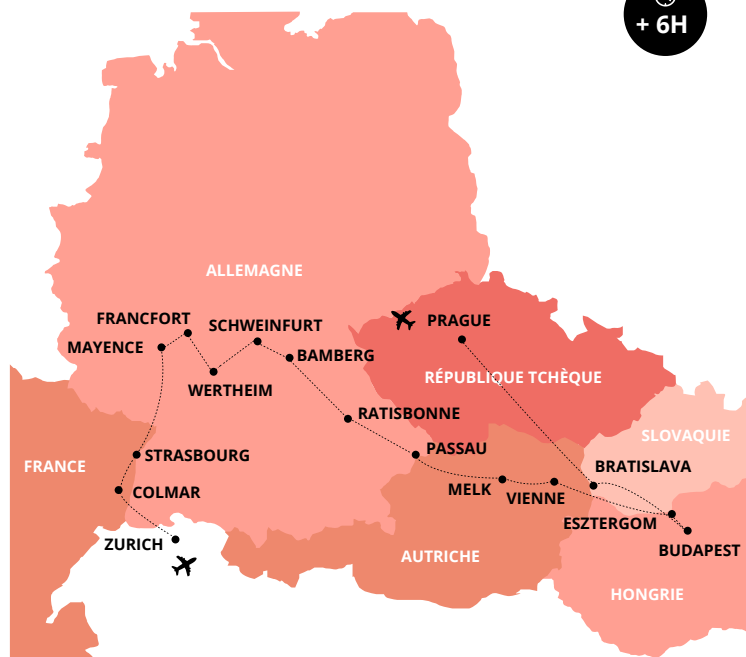 + 6H
ALLEMAGNE
FRANCFORT
SCHWEINFURT
PRAGUE
MAYENCE
BAMBERG
WERTHEIM
RÉPUBLIQUE TCHÈQUE
RATISBONNE
SLOVAQUIE
STRASBOURG
PASSAU
FRANCE
BRATISLAVA
COLMAR
MELK
VIENNE
ESZTERGOM
ZURICH
BUDAPEST
AUTRICHE
HONGRIE